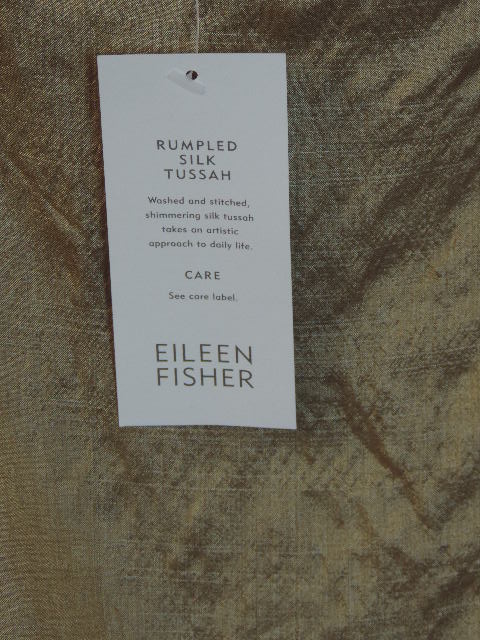 RUMPLED
SILK
TUSSAH
Washed and stitched,
shimmering silk tussah
takes an artistic
approach to daily life.
CARE
See care label.
EILEEN
FISHER